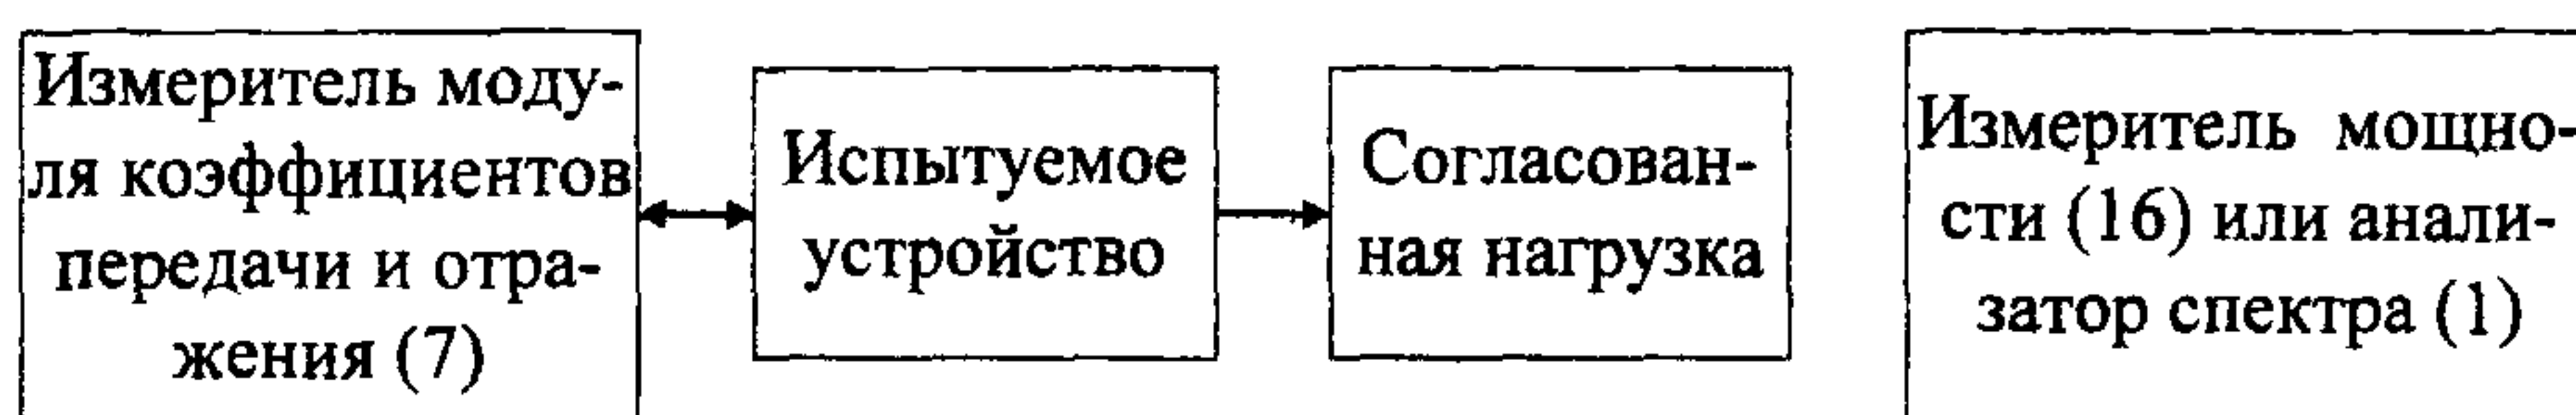 Измеритель моду-
ля коэффициентов
передачи и отра-
жения (7)
Испытуемое
устройство
Согласован-
ная нагрузка
Измеритель мощно-
сти (16) или анали-
затор спектра (1)